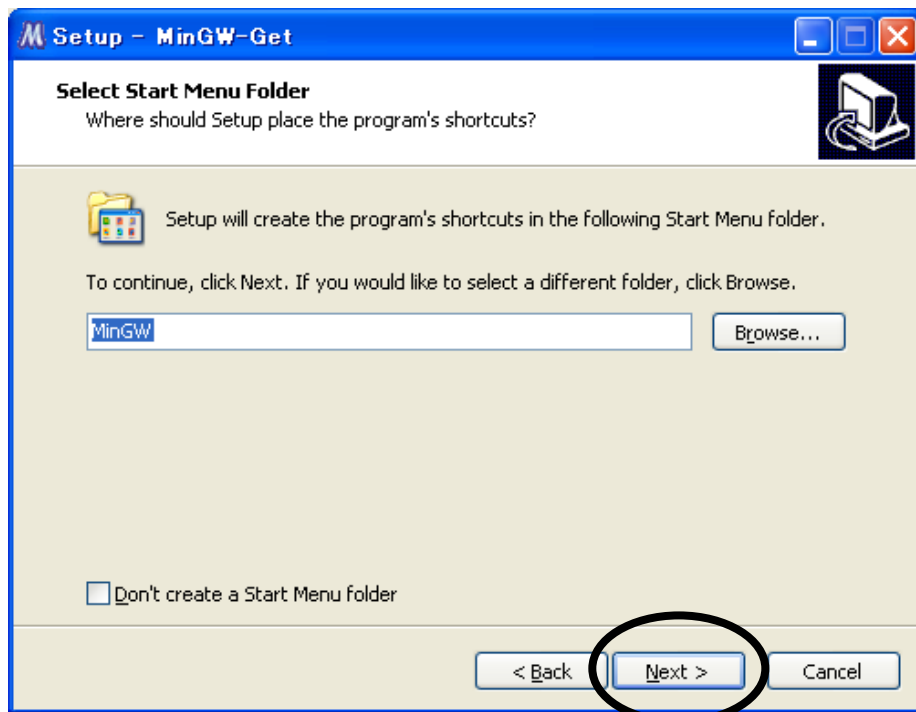 Setup - MinGW-Get
Select Start Menu Folder
Where should Setup place the program's shortcuts?
Setup will create the program's shortcuts in the following Start Menu folder.
To continue, click Next. If you would like to select a different folder, click Browse.
MinGW
Browse...
Don't create a Start Menu folder
< Back
Next >
Cancel